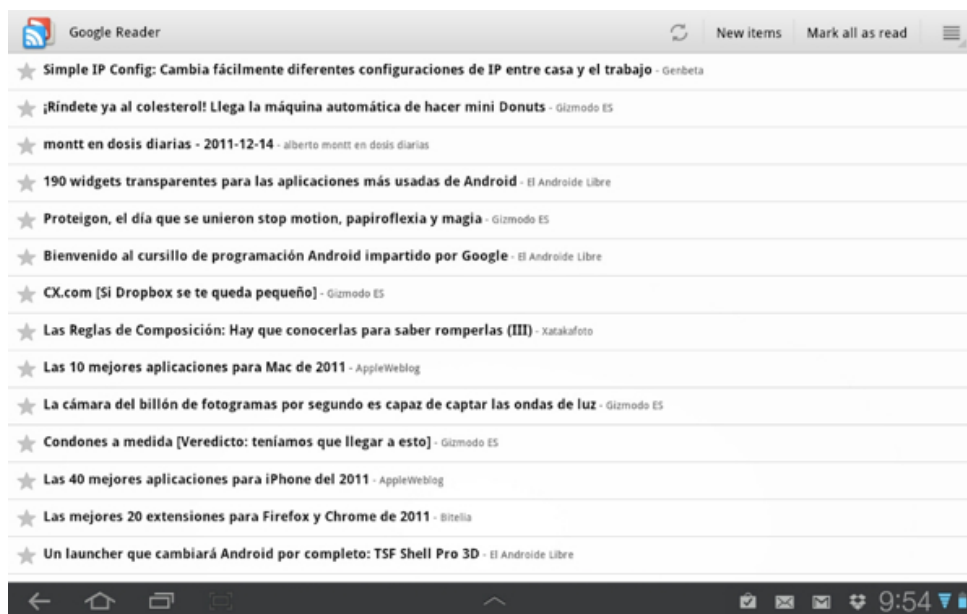 Google Reader New items Mark all as read
Simple IP Config: Cambia fácilmente diferentes configuraciones de IP entre casa y el trabajo - Genbeta
¡Ríndete ya al colesterol! Llega la máquina automática de hacer mini Donuts - Gizmodo ES
montt en dosis diarias - 2011-12-14 - alberto montt en dosis diarias
190 widgets transparentes para las aplicaciones más usadas de Android - El Androide Libre
Proteigon, el día que se unieron stop motion, papiroflexia y magia - Gizmodo ES
Bienvenido al cursillo de programación Android impartido por Google - El Androide Libre
CX.com [Si Dropbox se te queda pequeño] - Gizmodo ES
Las Reglas de Composición: Hay que conocerlas para saber romperlas (III) - Xatakafoto
Las 10 mejores aplicaciones para Mac de 2011 - AppleWeblog
La cámara del billón de fotogramas por segundo es capaz de captar las ondas de luz - Gizmodo ES
Condones a medida [Veredicto: teníamos que llegar a esto] - Gizmodo ES
Las 40 mejores aplicaciones para iPhone del 2011 - AppleWeblog
Las mejores 20 extensiones para Firefox y Chrome de 2011 - Bitelia
Un launcher que cambiará Android por completo: TSF Shell Pro 3D - El Androide Libre
9:54